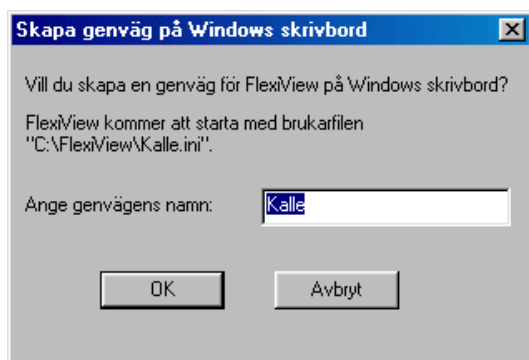 Skapa genväg på Windows skrivbord
Vill du skapa en genväg för FlexiView på Windows skrivbord?
FlexiView kommer att starta med brukarfilen
"C:\FlexiView\Kalle.ini".
Ange genvägens namn: Kalle
OK Avbryt